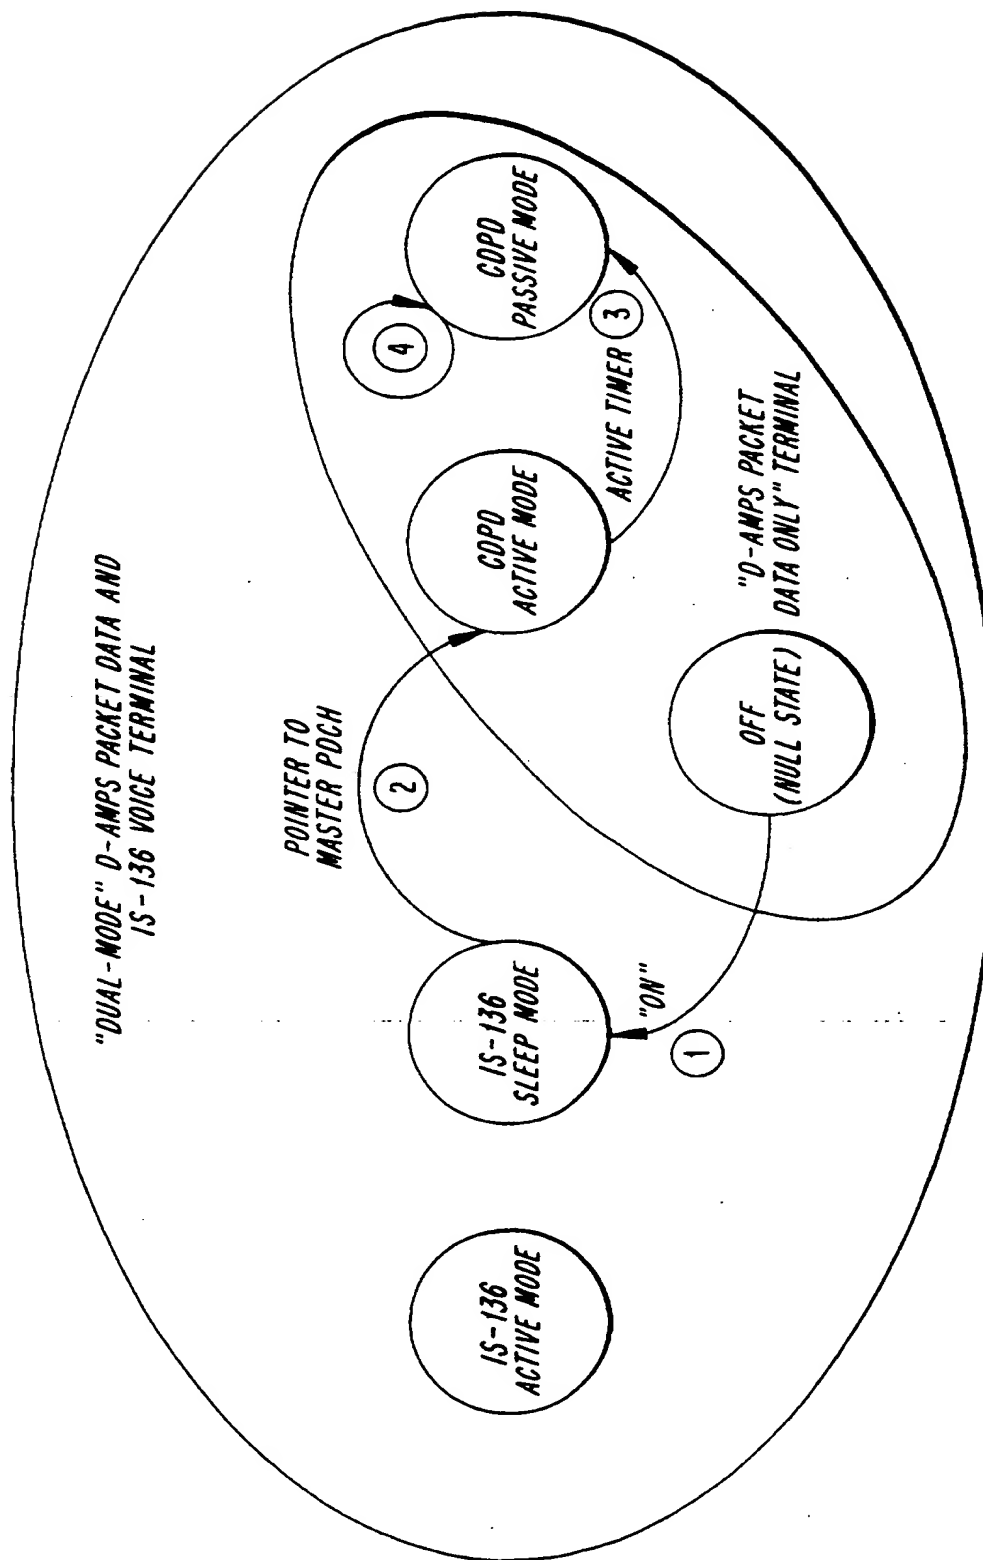 "DUAL-MODE" D-AMPS PACKET DATA AND
IS-136 VOICE TERMINAL
POINTER TO
MASTER PDCH
2
4
IS-136
ACTIVE MODE
IS-136
SLEEP MODE
CDPD
ACTIVE MODE
CDPD
PASSIVE MODE
"ON"
1
ACTIVE TIMER
3
OFF
(NULL STATE)
"D-AMPS PACKET
DATA ONLY" TERMINAL